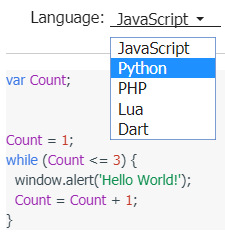 Language: JavaScript
JavaScript
Python
PHP
Lua
Dart
var Count;
Count = 1;
while (Count <= 3) {
  window.alert('Hello World!');
  Count = Count + 1;
}